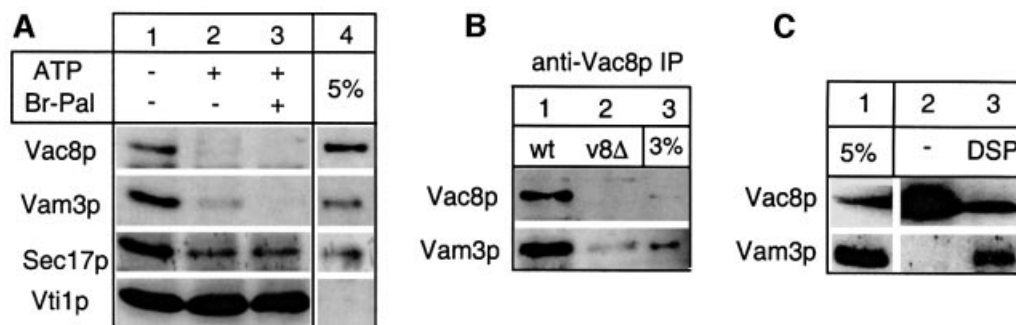 A
1 2 3 4
ATP - + + 5%
Br-Pal - - +
Vac8p
Vam3p
Sec17p
Vti1p
B
anti-Vac8p IP
1 2 3
wt v8Δ 3%
Vac8p
Vam3p
C
1 2 3
5% - DSP
Vac8p
Vam3p